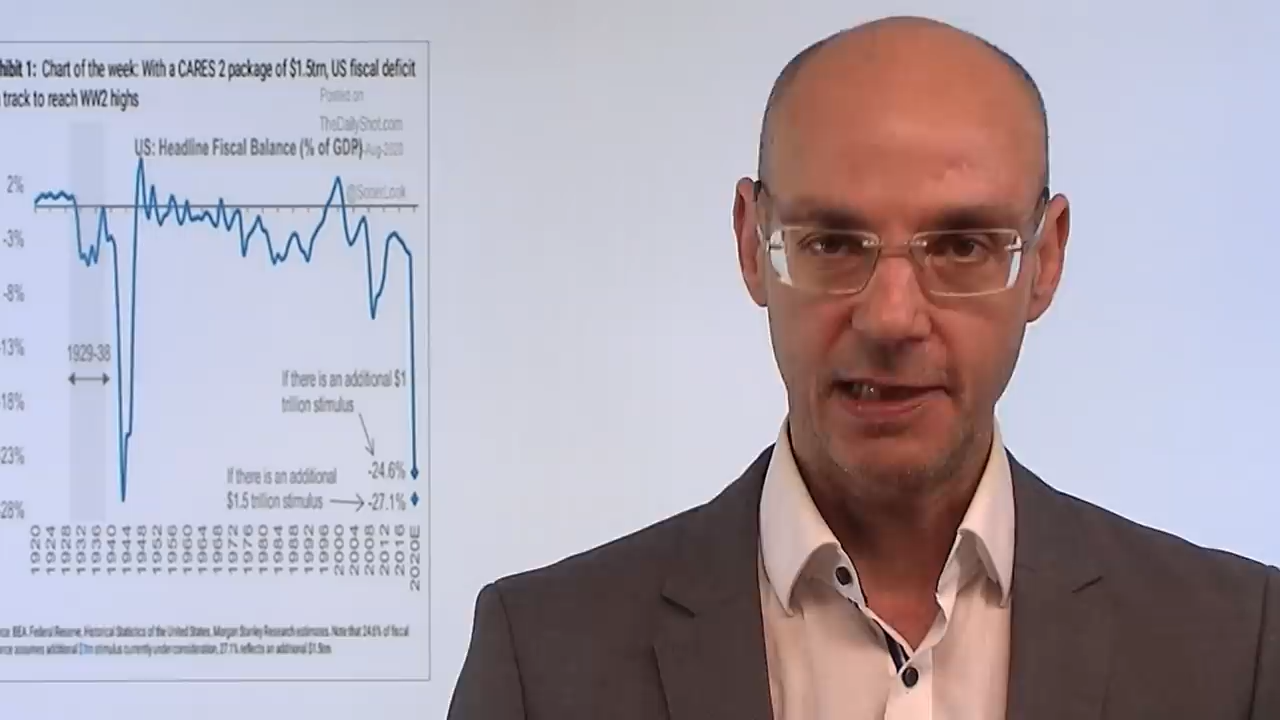 hibit 1: Chart of the week: With a CARES 2 package of $1.5trn, US fiscal deficit
track to reach WW2 highs
Posted on
TheDailyShot.com
US: Headline Fiscal Balance (% of GDP)
Aug-2020
@SoberLook
2%
-3%
-8%
-13%
-18%
-23%
-28%
1929-38
If there is an additional $1
trillion stimulus
-24.6%
If there is an additional
$1.5 trillion stimulus
-27.1%
1920 1924 1928 1932 1936 1940 1944 1948 1952 1956 1960 1964 1968 1972 1976 1980 1984 1988 1992 1996 2000 2004 2008 2012 2016 2020E
BEA, Federal Reserve, Historical Statistics of the United States, Morgan Stanley Research estimates. Note that 24.6% of fiscal
assumes additional $1trn stimulus currently under consideration, 27.1% reflects an additional $1.5trn